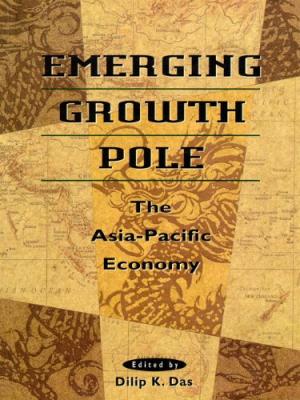 EMERGING
GROWTH
POLE
The
Asia-Pacific
Economy
Edited by
Dilip K. Das